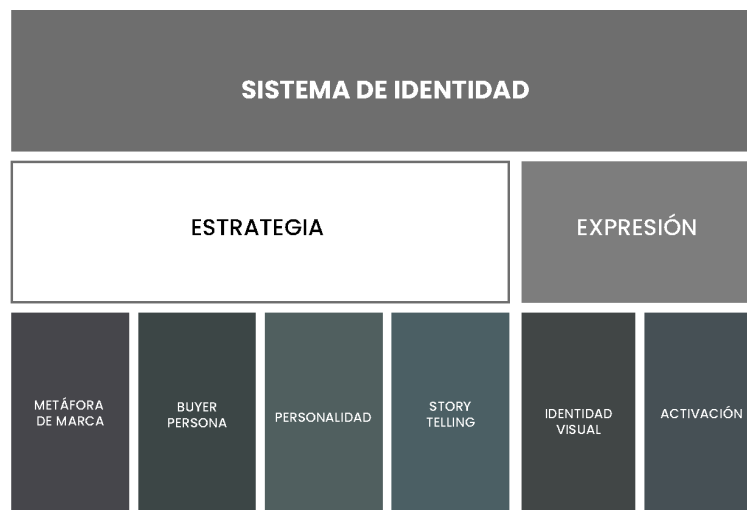 SISTEMA DE IDENTIDAD
ESTRATEGIA
EXPRESIÓN
METÁFORA
DE MARCA
BUYER
PERSONA
PERSONALIDAD
STORY
TELLING
IDENTIDAD
VISUAL
ACTIVACIÓN